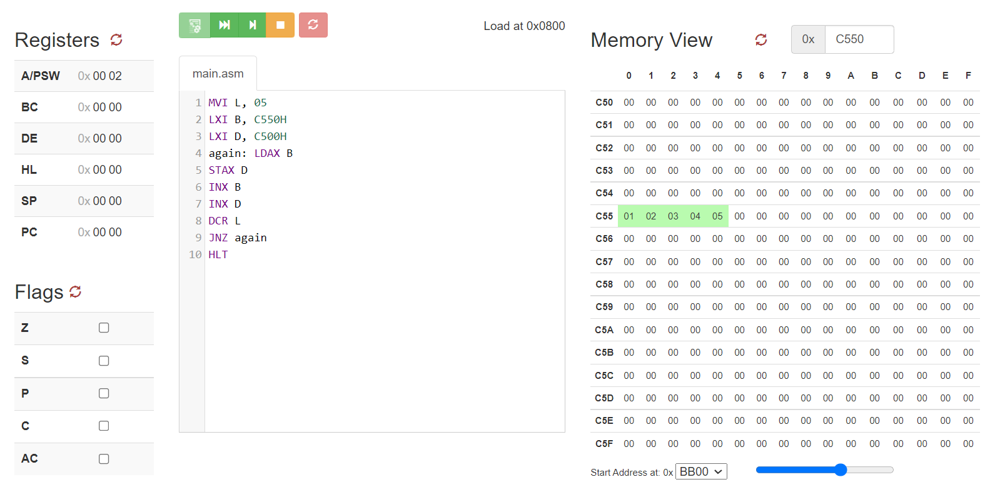 Registers
A/PSW 0x 00 02
BC 0x 00 00
DE 0x 00 00
HL 0x 00 00
SP 0x 00 00
PC 0x 00 00
Flags
Z
S
P
C
AC
Load at 0x0800
main.asm
1 MVI L, 05
2 LXI B, C550H
3 LXI D, C500H
4 again: LDAX B
5 STAX D
6 INX B
7 INX D
8 DCR L
9 JNZ again
10 HLT
Memory View 0x C550
0 1 2 3 4 5 6 7 8 9 A B C D E F
C50 00 00 00 00 00 00 00 00 00 00 00 00 00 00 00 00
C51 00 00 00 00 00 00 00 00 00 00 00 00 00 00 00 00
C52 00 00 00 00 00 00 00 00 00 00 00 00 00 00 00 00
C53 00 00 00 00 00 00 00 00 00 00 00 00 00 00 00 00
C54 00 00 00 00 00 00 00 00 00 00 00 00 00 00 00 00
C55 01 02 03 04 05 00 00 00 00 00 00 00 00 00 00 00
C56 00 00 00 00 00 00 00 00 00 00 00 00 00 00 00 00
C57 00 00 00 00 00 00 00 00 00 00 00 00 00 00 00 00
C58 00 00 00 00 00 00 00 00 00 00 00 00 00 00 00 00
C59 00 00 00 00 00 00 00 00 00 00 00 00 00 00 00 00
C5A 00 00 00 00 00 00 00 00 00 00 00 00 00 00 00 00
C5B 00 00 00 00 00 00 00 00 00 00 00 00 00 00 00 00
C5C 00 00 00 00 00 00 00 00 00 00 00 00 00 00 00 00
C5D 00 00 00 00 00 00 00 00 00 00 00 00 00 00 00 00
C5E 00 00 00 00 00 00 00 00 00 00 00 00 00 00 00 00
C5F 00 00 00 00 00 00 00 00 00 00 00 00 00 00 00 00
Start Address at: 0x BB00